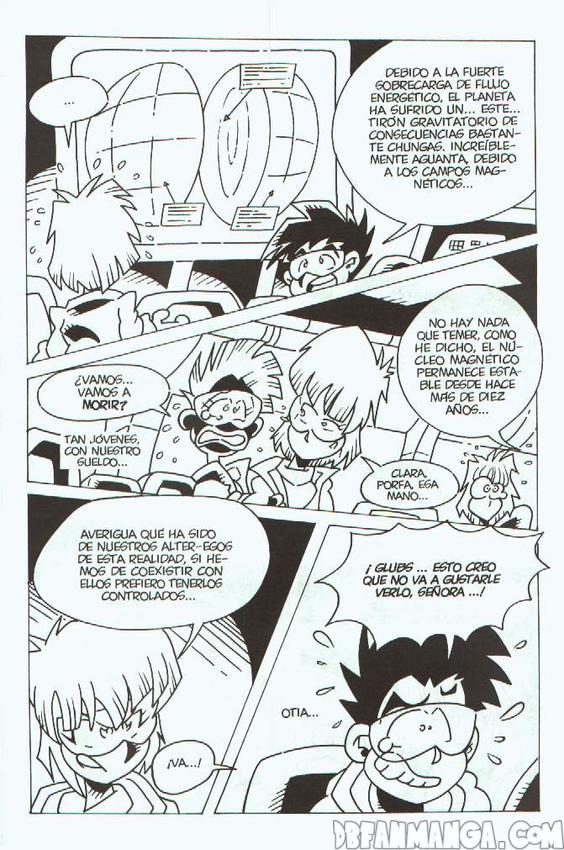 ...
DEBIDO A LA FUERTE
SOBRECARGA DE FLUJO
ENERGÉTICO, EL PLANETA
HA SUFRIDO UN... ESTE...
TIRÓN GRAVITATORIO DE
CONSECUENCIAS BASTAN-
TE CHUNGAS. INCREÍBLE-
MENTE AGUANTA, DEBIDO
A LOS CAMPOS MAG-
NÉTICOS...
¿VAMOS...
VAMOS A
MORIR?
TAN JÓVENES,
CON NUESTRO
SUELDO...
NO HAY NADA
QUE TEMER, COMO
HE DICHO, EL NÚ-
CLEO MAGNÉTICO
PERMANECE ESTA-
BLE DESDE HACE
MAS DE DIEZ
AÑOS...
CLARA,
PORFA, ESA
MANO...
AVERIGUA QUE HA SIDO
DE NUESTROS ALTER-EGOS
DE ESTA REALIDAD, SI HE-
MOS DE COEXISTIR CON
ELLOS PREFIERO TENERLOS
CONTROLADOS...
¡VA...!
¡ GLUBS ... ESTO CREO
QUE NO VA A GUSTARLE
VERLO, SEÑORA ...!
OTIA...
DBFANMANGA.COM